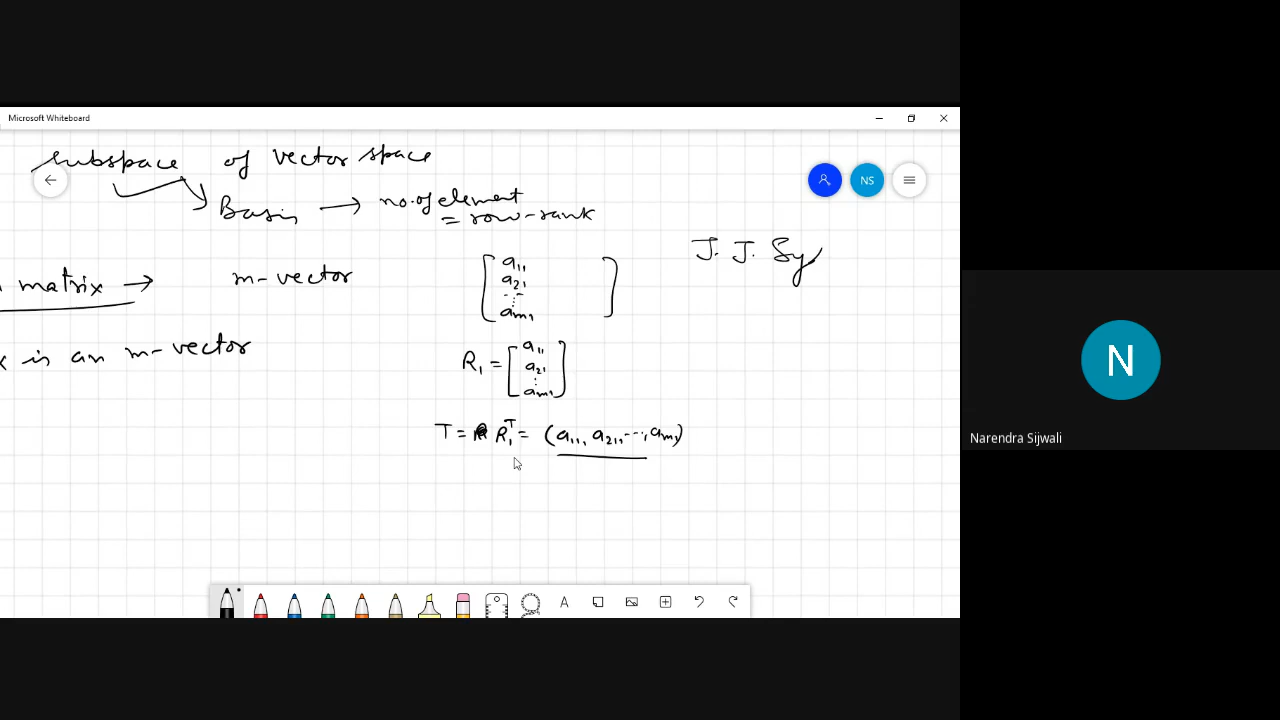 Microsoft Whiteboard
subspace of vector space
Basis → no. of element
= row-rank
NS
J. J. Sy
matrix → m-vector
[a11
a21
⋮
am1]
x is an m-vector
R1 = [a11
a21
⋮
am1]
T = R1^T = (a11, a21, ..., am1)
A
N
Narendra Sijwali